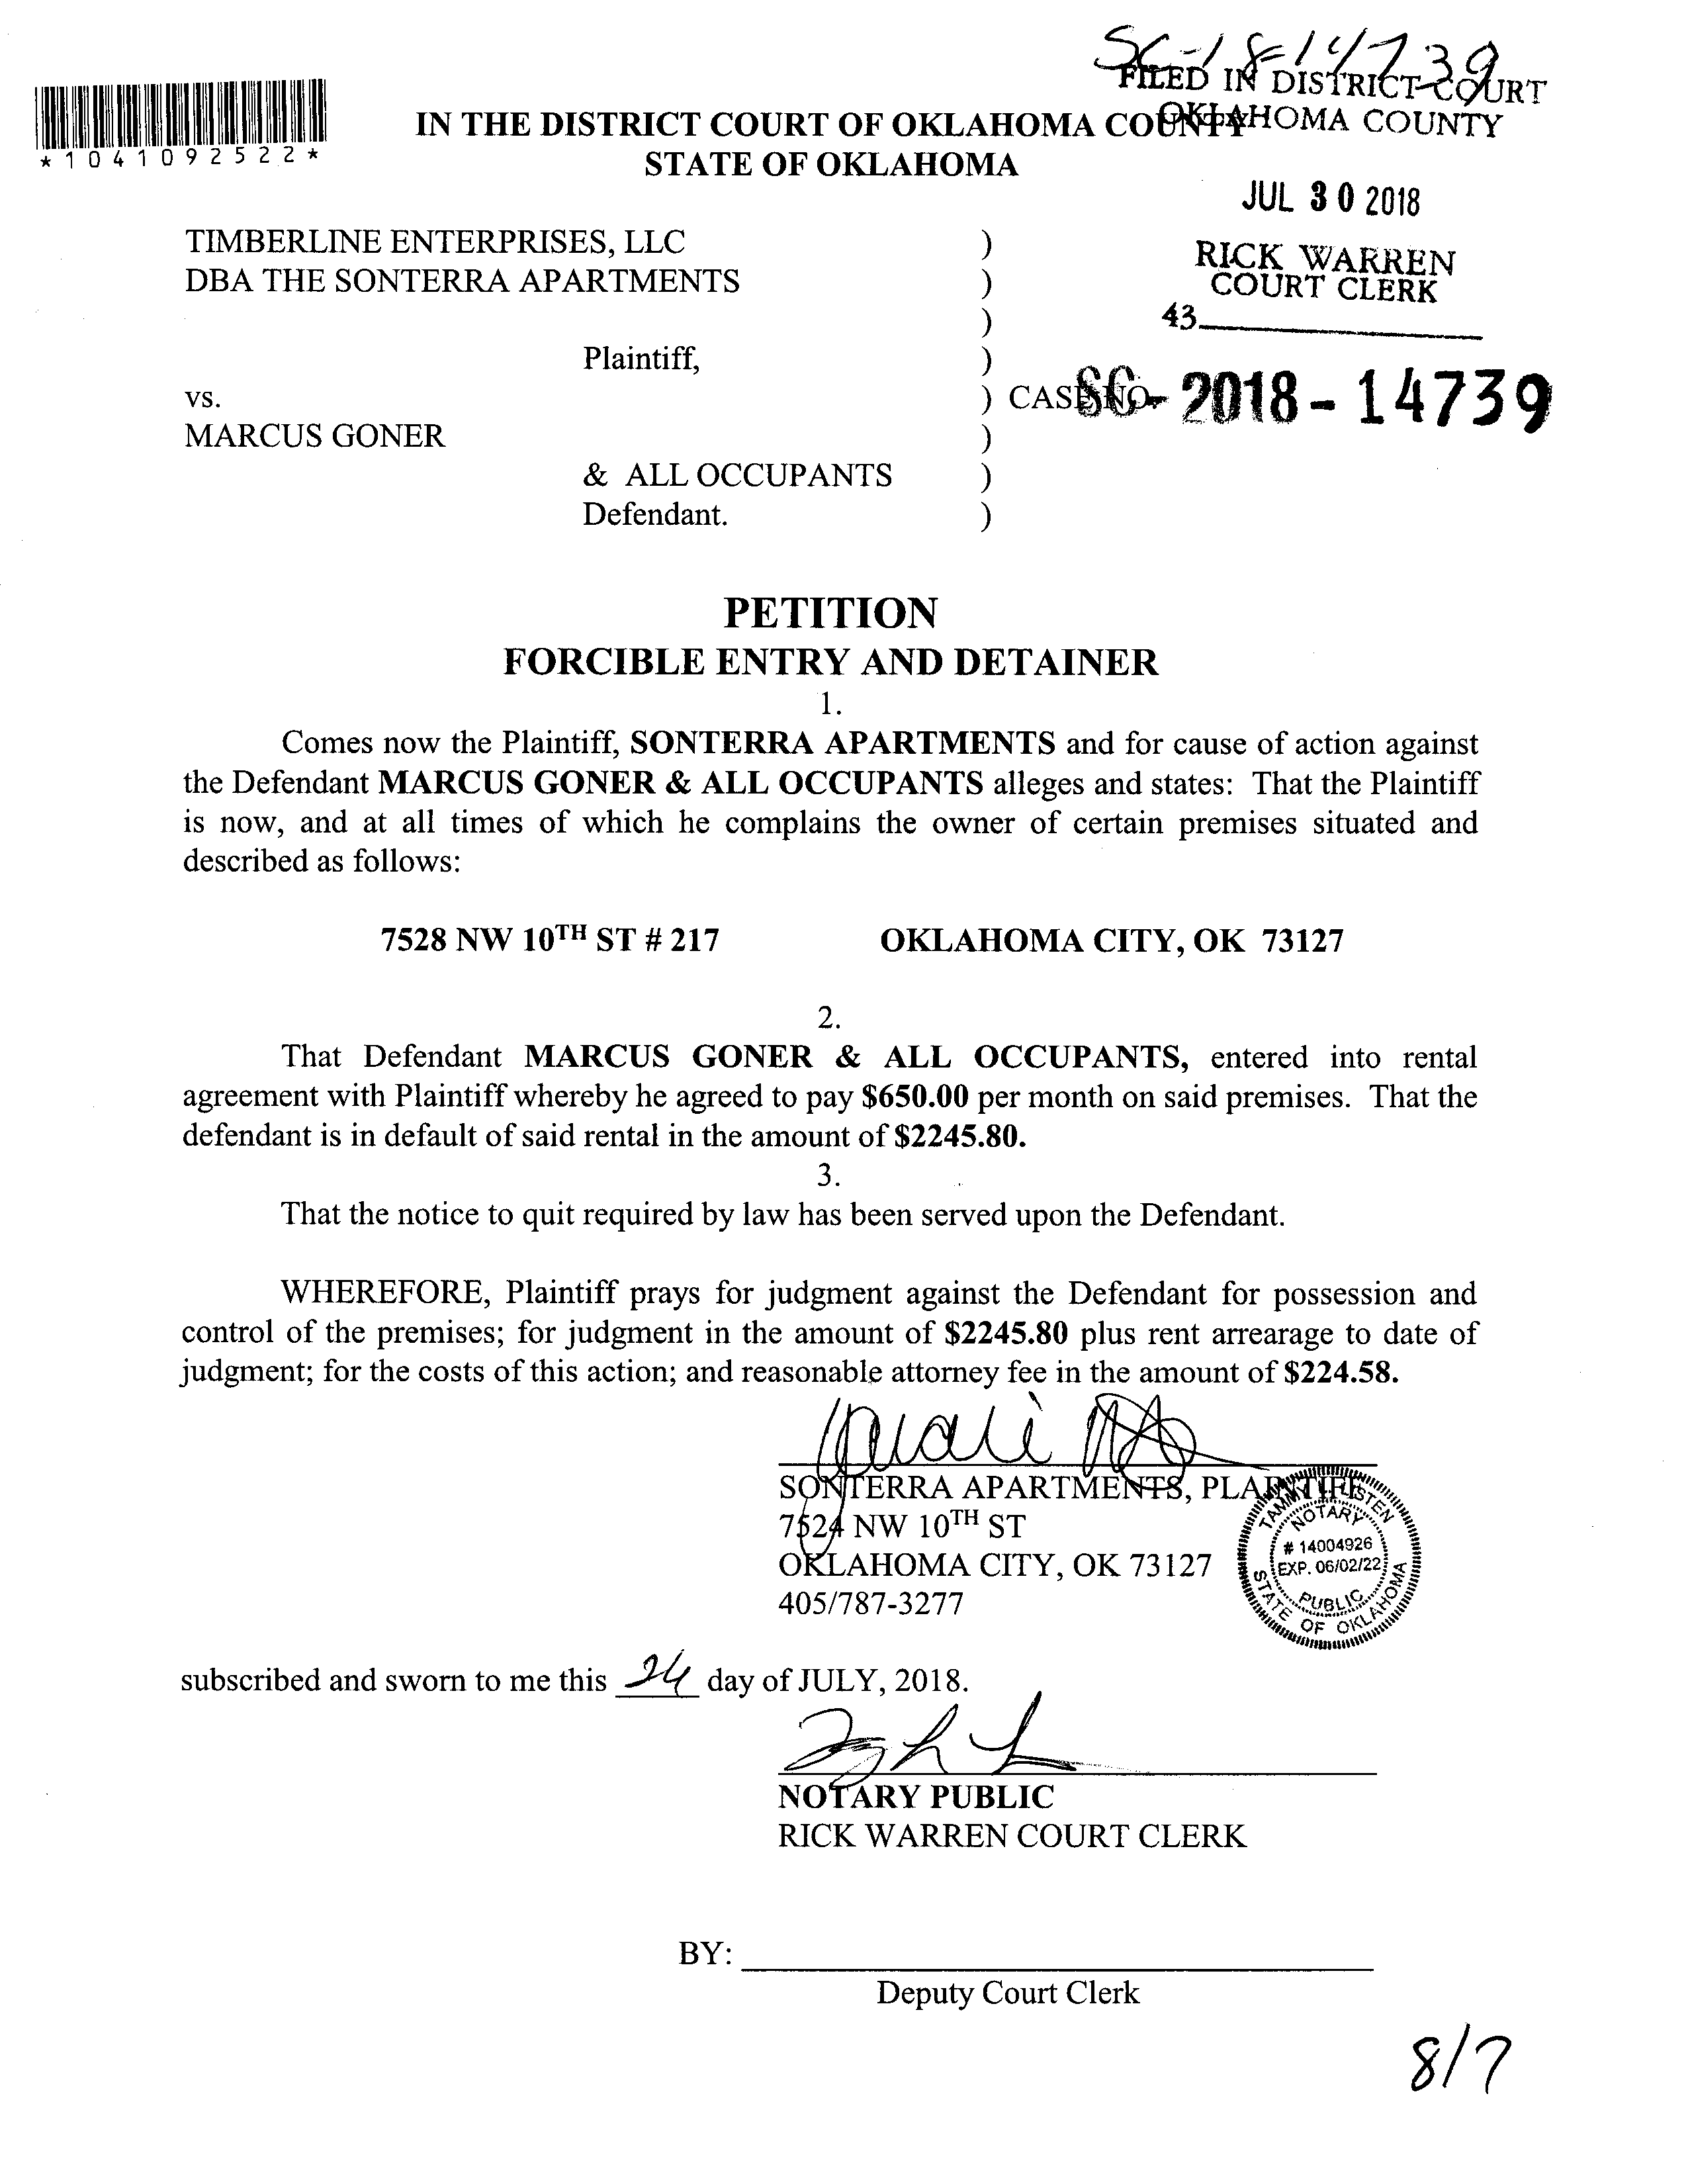 SC-18-14739
FILED IN DISTRICT COURT
OKLAHOMA COUNTY
*1041092522*
IN THE DISTRICT COURT OF OKLAHOMA COUNTY
STATE OF OKLAHOMA
JUL 30 2018
TIMBERLINE ENTERPRISES, LLC )
DBA THE SONTERRA APARTMENTS )
)
RICK WARREN
COURT CLERK
43
Plaintiff, )
vs. ) CASE NO. SC-2018-14739
MARCUS GONER )
& ALL OCCUPANTS )
Defendant. )
PETITION
FORCIBLE ENTRY AND DETAINER
1.
Comes now the Plaintiff, SONTERRA APARTMENTS and for cause of action against
the Defendant MARCUS GONER & ALL OCCUPANTS alleges and states: That the Plaintiff
is now, and at all times of which he complains the owner of certain premises situated and
described as follows:
7528 NW 10TH ST # 217 OKLAHOMA CITY, OK 73127
2.
That Defendant MARCUS GONER & ALL OCCUPANTS, entered into rental
agreement with Plaintiff whereby he agreed to pay $650.00 per month on said premises. That the
defendant is in default of said rental in the amount of $2245.80.
3.
That the notice to quit required by law has been served upon the Defendant.
WHEREFORE, Plaintiff prays for judgment against the Defendant for possession and
control of the premises; for judgment in the amount of $2245.80 plus rent arrearage to date of
judgment; for the costs of this action; and reasonable attorney fee in the amount of $224.58.
SONTERRA APARTMENTS, PLAINTIFF
7524 NW 10TH ST
OKLAHOMA CITY, OK 73127
405/787-3277
TAMMY
NOTARY
# 14004926
EXP. 06/02/22
PUBLIC
STATE OF OKLAHOMA
subscribed and sworn to me this 24 day of JULY, 2018.
NOTARY PUBLIC
RICK WARREN COURT CLERK
BY:
Deputy Court Clerk
8/7